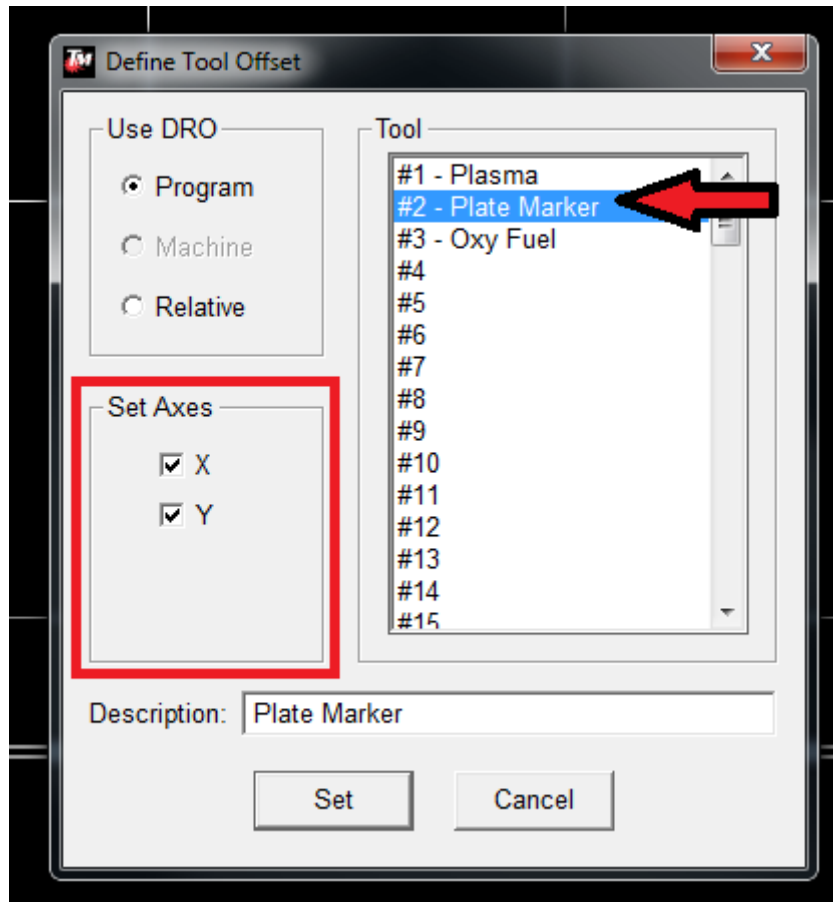 TM Define Tool Offset
x
Use DRO
Program
Machine
Relative
Set Axes
X
Y
Tool
#1 - Plasma
#2 - Plate Marker
#3 - Oxy Fuel
#4
#5
#6
#7
#8
#9
#10
#11
#12
#13
#14
#15
Description: Plate Marker
Set Cancel